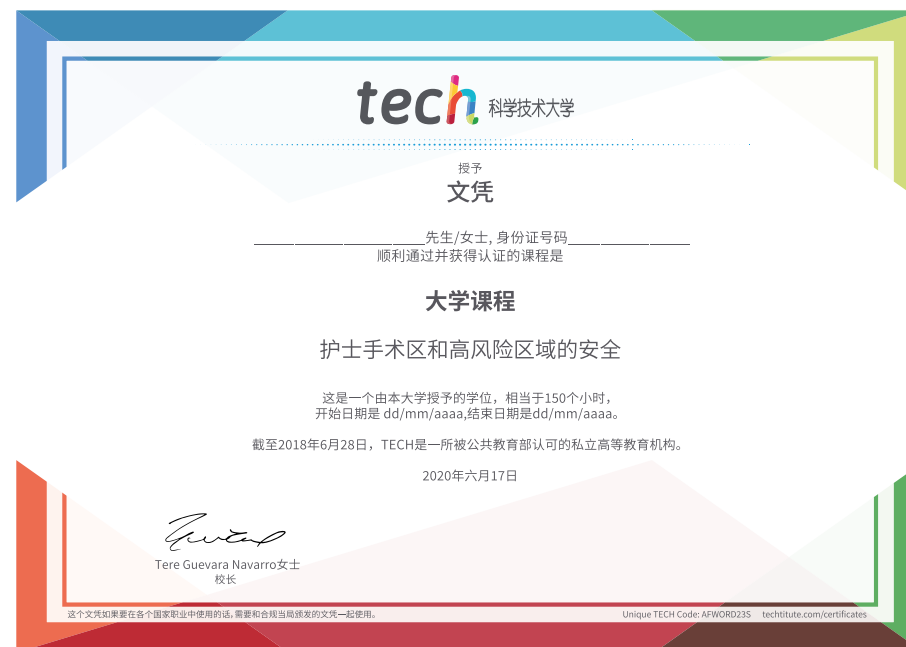 tech 科学技术大学
授予
文凭
____________________先生/女士, 身份证号码______________
顺利通过并获得认证的课程是
大学课程
护士手术区和高风险区域的安全
这是一个由本大学授予的学位，相当于150个小时，
开始日期是 dd/mm/aaaa,结束日期是dd/mm/aaaa。
截至2018年6月28日，TECH是一所被公共教育部认可的私立高等教育机构。
2020年六月17日
Tere Guevara Navarro女士
校长
这个文凭如果要在各个国家职业中使用的话,需要和合规当局颁发的文凭一起使用。
Unique TECH Code: AFWORD23S techtitute.com/certificates